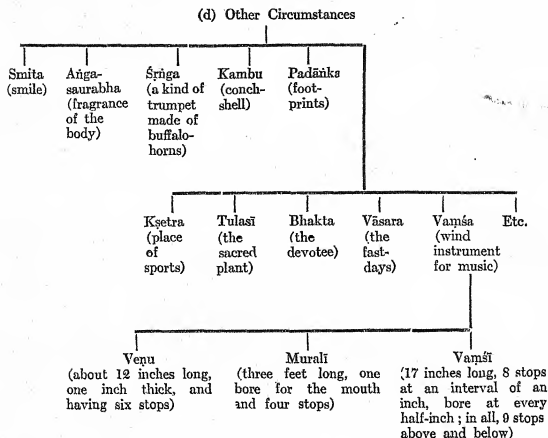 (d) Other Circumstances
Smita
(smile)
Aṅga-
saurabha
(fragrance
of the
body)
Śṛṅga
(a kind of
trumpet
made of
buffalo-
horns)
Kambu
(conch-
shell)
Padāṅka
(foot-
prints)
Kṣetra
(place
of
sports)
Tulasī
(the
sacred
plant)
Bhakta
(the
devotee)
Vāsara
(the
fast-
days)
Vaṃśa
(wind
instrument
for music)
Etc.
Veṇu
(about 12 inches long,
one inch thick, and
having six stops)
Muralī
(three feet long, one
bore for the mouth
and four stops)
Vaṃśī
(17 inches long, 8 stops
at an interval of an
inch, bore at every
half-inch ; in all, 9 stops
above and below)